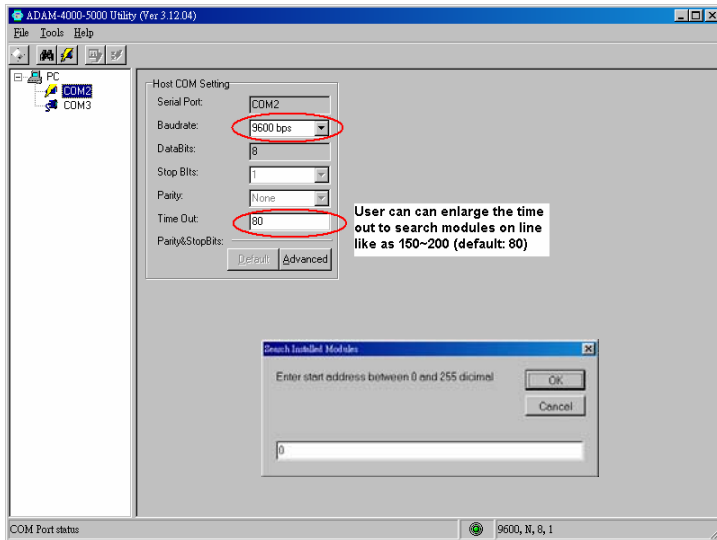 ADAM-4000-5000 Utility (Ver 3.12.04)
File Tools Help
PC
COM2
COM3
Host COM Setting
Serial Port: COM2
Baudrate: 9600 bps
DataBits: 8
Stop BIts: 1
Parity: None
Time Out: 80
Parity&StopBits:
Default Advanced
User can can enlarge the time
out to search modules on line
like as 150~200 (default: 80)
Search Installed Modules
Enter start address between 0 and 255 dicimal
OK
Cancel
0
COM Port status 9600, N, 8, 1